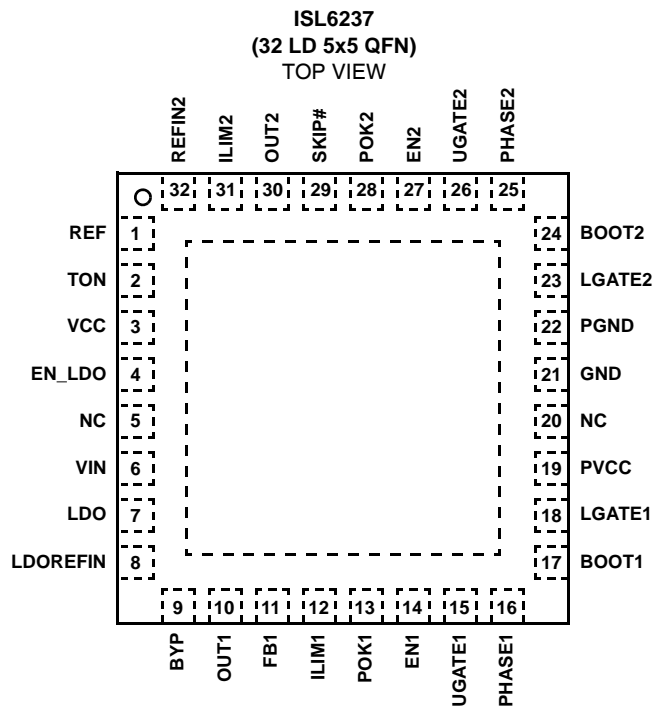 ISL6237
(32 LD 5x5 QFN)
TOP VIEW
REFIN2
ILIM2
OUT2
SKIP#
POK2
EN2
UGATE2
PHASE2
32 31 30 29 28 27 26 25
REF 1
TON 2
VCC 3
EN_LDO 4
NC 5
VIN 6
LDO 7
LDOREFIN 8
24 BOOT2
23 LGATE2
22 PGND
21 GND
20 NC
19 PVCC
18 LGATE1
17 BOOT1
9 10 11 12 13 14 15 16
BYP
OUT1
FB1
ILIM1
POK1
EN1
UGATE1
PHASE1